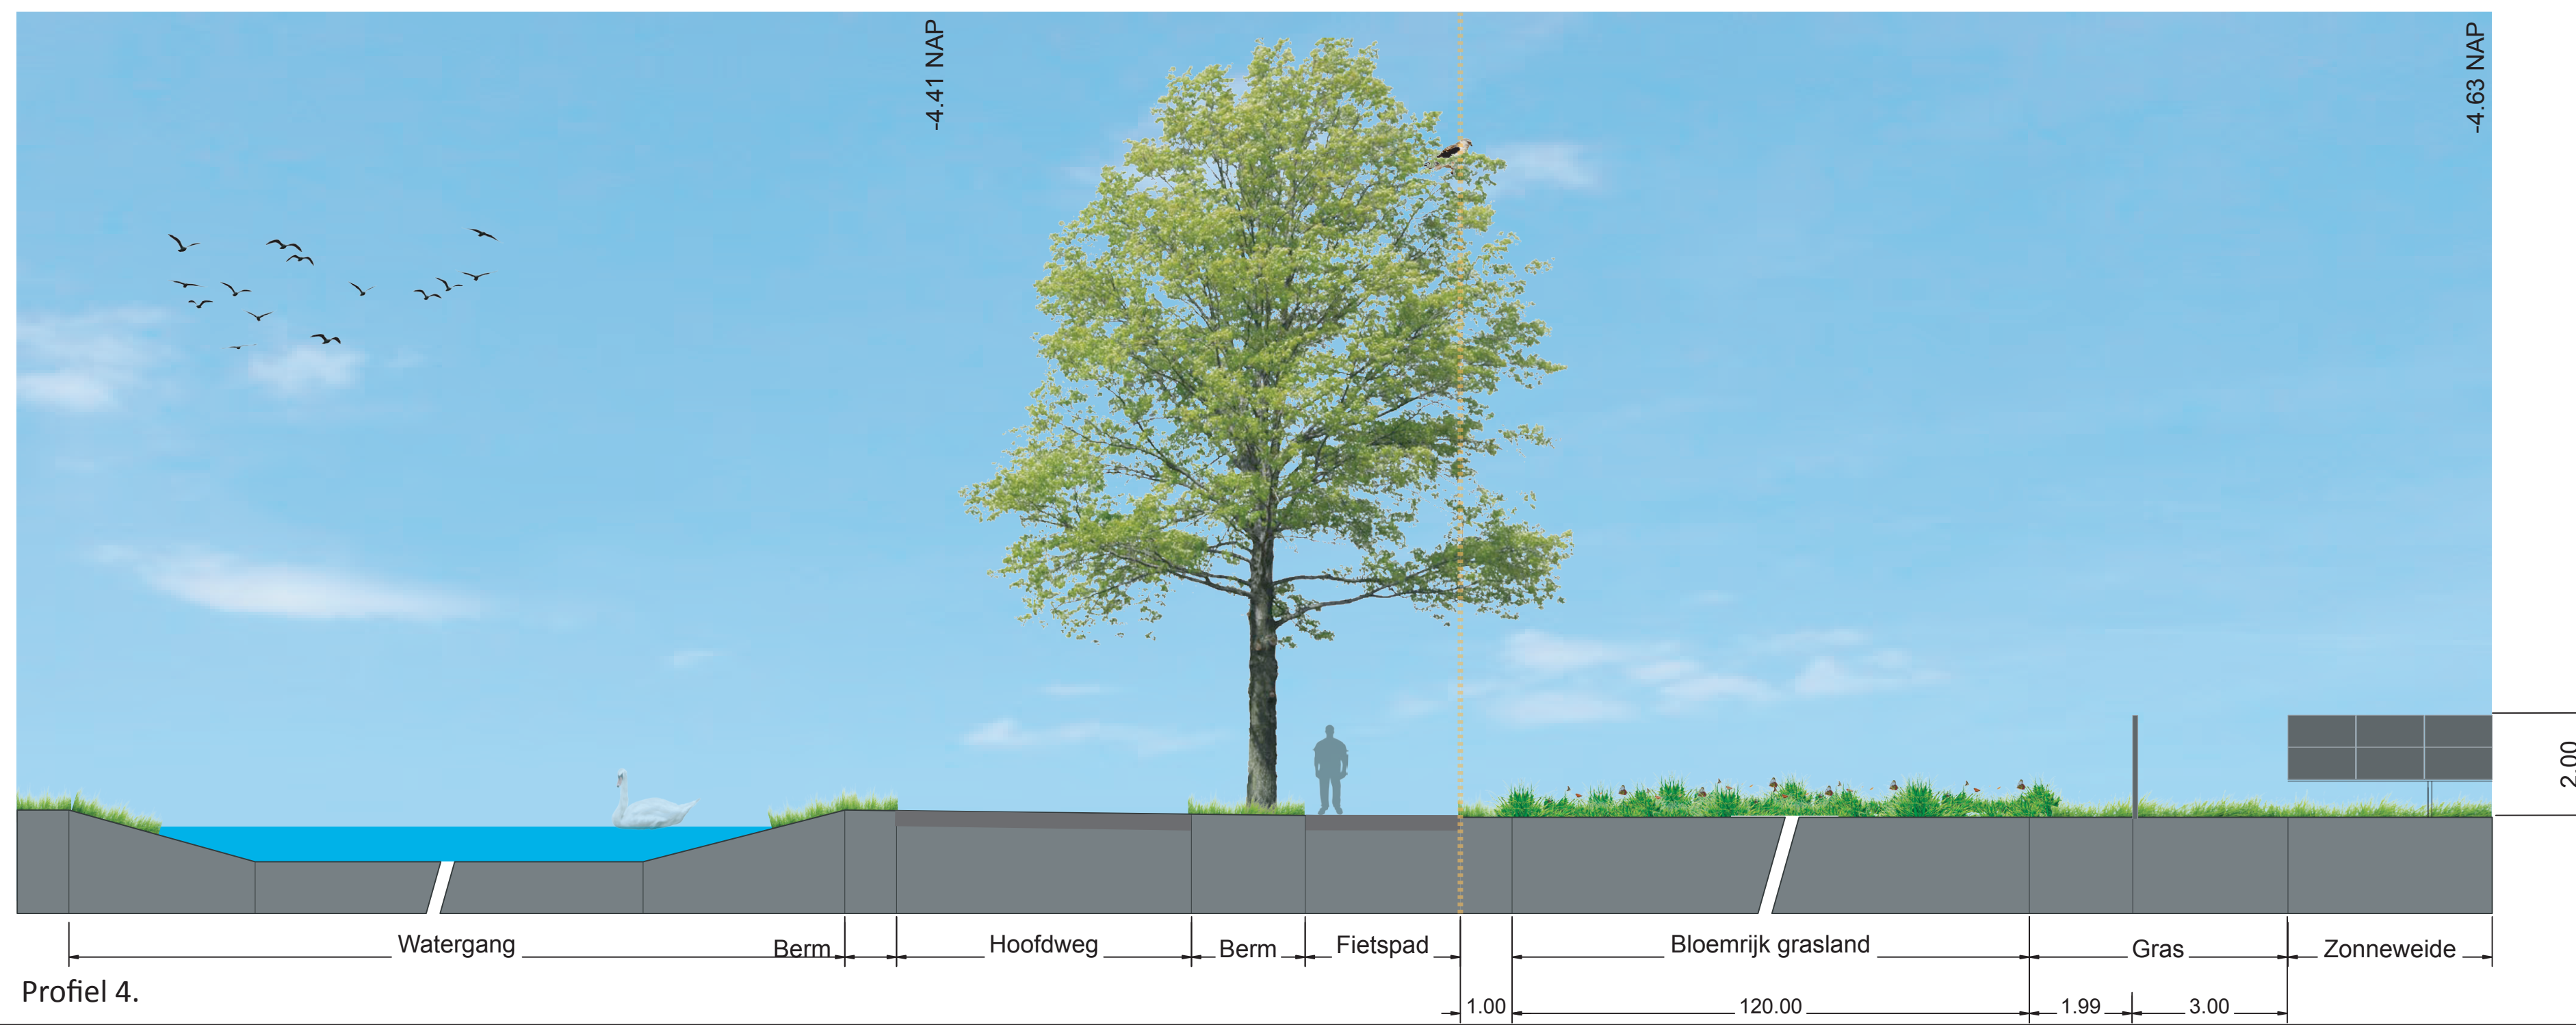 -4.41 NAP
-4.63 NAP
2.00
Watergang
Berm
Hoofdweg
Berm
Fietspad
Bloemrijk grasland
Gras
Zonneweide
Profiel 4.
1.00
120.00
1.99
3.00